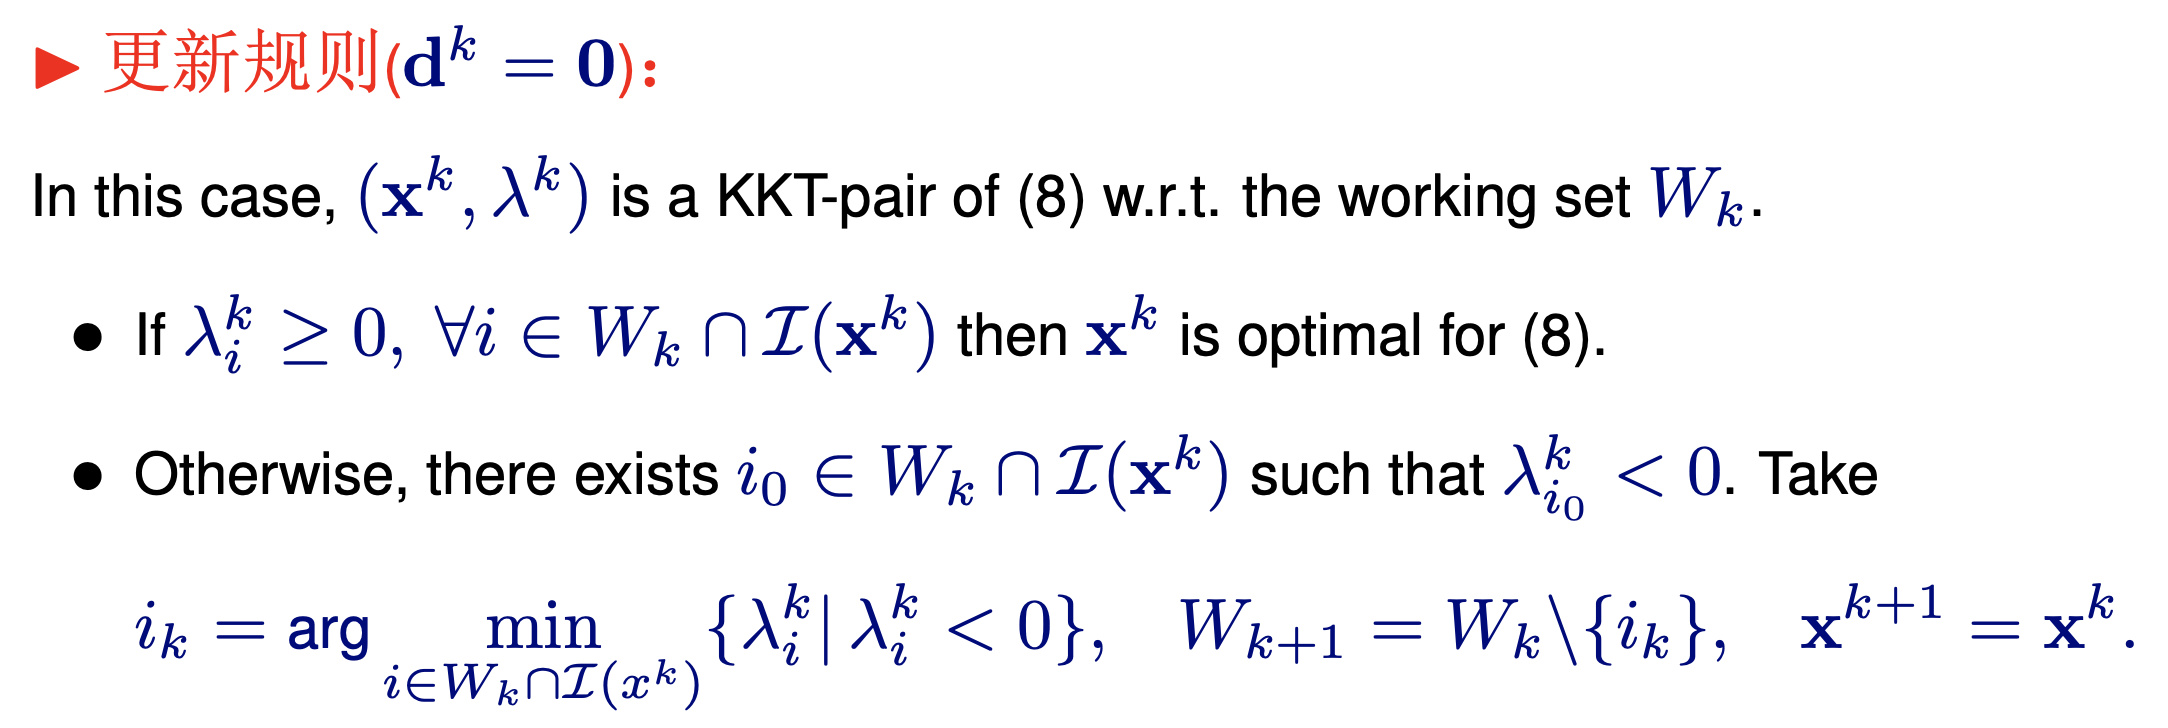 ▶ 更新规则(d^k = 0):
In this case, (x^k, λ^k) is a KKT-pair of (8) w.r.t. the working set W_k.
● If λ_i^k ≥ 0, ∀i ∈ W_k ∩ I(x^k) then x^k is optimal for (8).
● Otherwise, there exists i_0 ∈ W_k ∩ I(x^k) such that λ_{i_0}^k < 0. Take
i_k = arg min_{i∈W_k∩I(x^k)} {λ_i^k | λ_i^k < 0}, W_{k+1} = W_k\{i_k}, x^{k+1} = x^k.